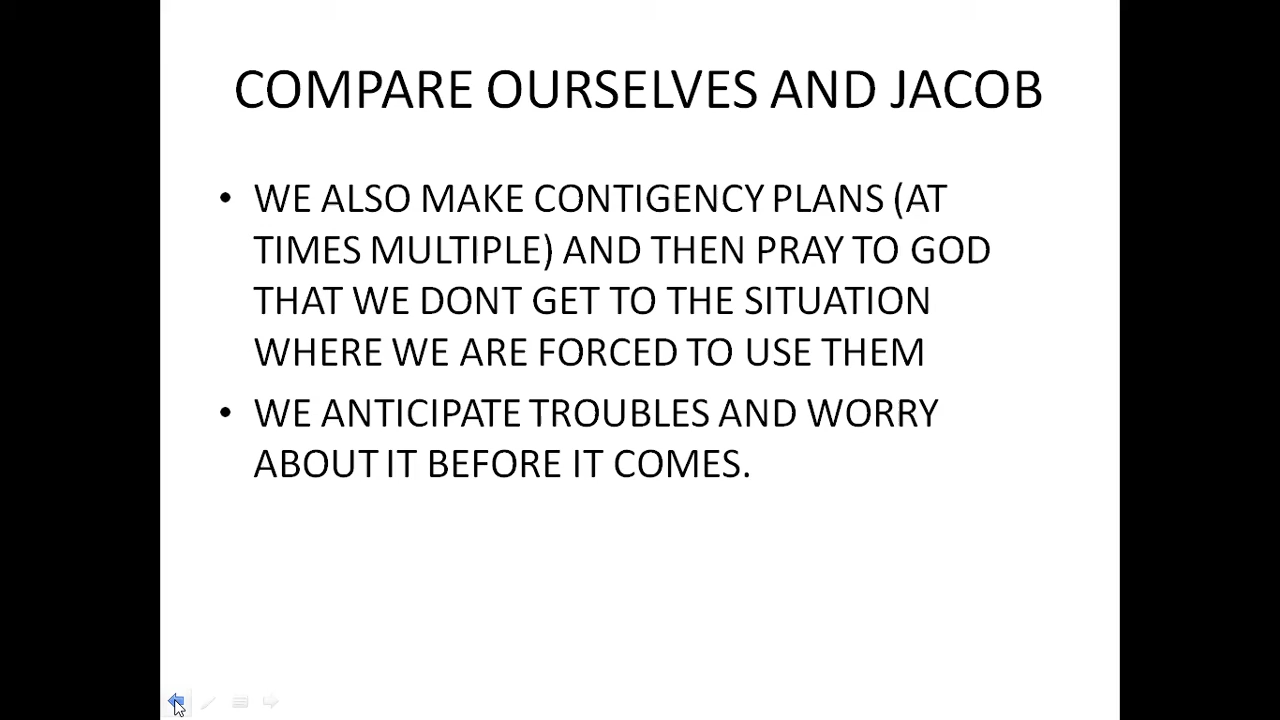 COMPARE OURSELVES AND JACOB
• WE ALSO MAKE CONTIGENCY PLANS (AT
TIMES MULTIPLE) AND THEN PRAY TO GOD
THAT WE DONT GET TO THE SITUATION
WHERE WE ARE FORCED TO USE THEM
• WE ANTICIPATE TROUBLES AND WORRY
ABOUT IT BEFORE IT COMES.